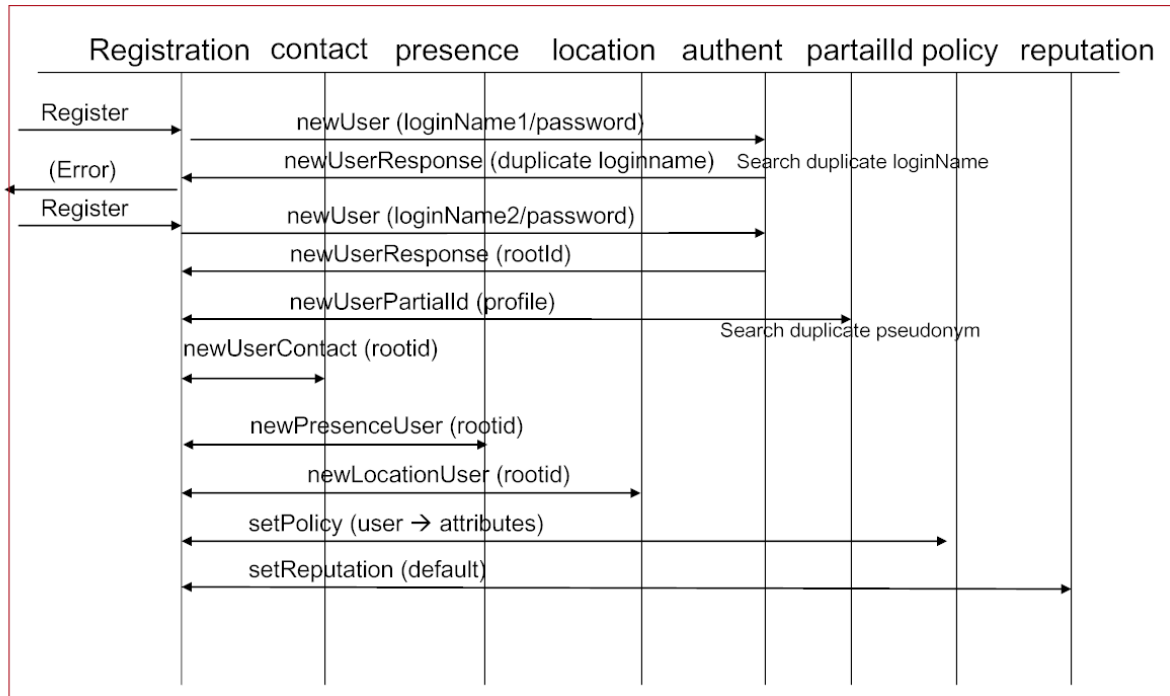 Registration contact presence location authent partailId policy reputation
Register
newUser (loginName1/password)
newUserResponse (duplicate loginname)
Search duplicate loginName
(Error)
Register
newUser (loginName2/password)
newUserResponse (rootId)
newUserPartialId (profile)
Search duplicate pseudonym
newUserContact (rootid)
newPresenceUser (rootid)
newLocationUser (rootid)
setPolicy (user → attributes)
setReputation (default)